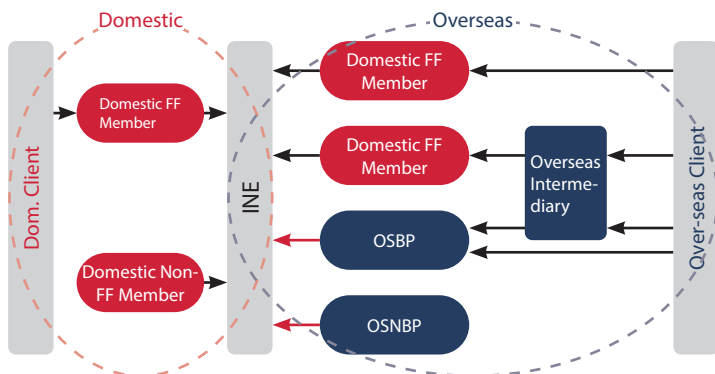 Domestic
Overseas
Dom. Client
Domestic FF
Member
Domestic Non-
FF Member
INE
Domestic FF
Member
Domestic FF
Member
OSBP
OSNBP
Overseas
Interme-
diary
Over-seas Client